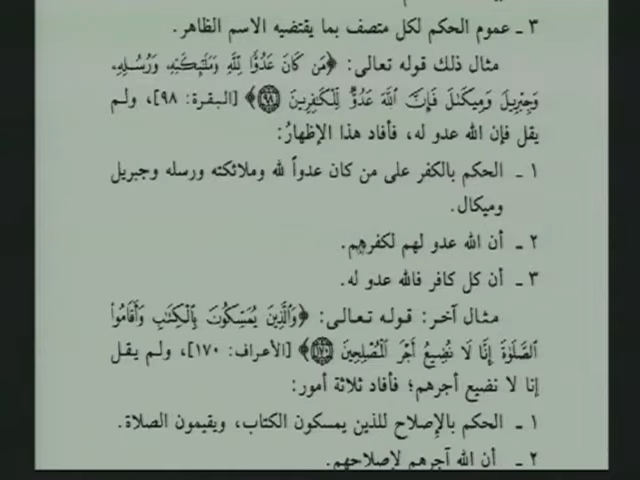 ٣ ـ عموم الحكم لكل متصف بما يقتضيه الاسم الظاهر.
مثال ذلك قوله تعالى: ﴿مَن كَانَ عَدُوًّا لِّلَّهِ وَمَلَٰٓئِكَتِهِۦ وَرُسُلِهِۦ
وَجِبْرِيلَ وَمِيكَىٰلَ فَإِنَّ ٱللَّهَ عَدُوٌّ لِّلْكَٰفِرِينَ ٩٨﴾ [البقرة: ٩٨]، ولم
يقل فإن الله عدو له، فأفاد هذا الإظهارُ:
١ ـ الحكم بالكفر على من كان عدواً لله وملائكته ورسله وجبريل
وميكال.
٢ ـ أن الله عدو لهم لكفرهم.
٣ ـ أن كل كافر فالله عدو له.
مثال آخر: قوله تعالى: ﴿وَٱلَّذِينَ يُمَسِّكُونَ بِٱلْكِتَٰبِ وَأَقَامُوا۟
ٱلصَّلَوٰةَ إِنَّا لَا نُضِيعُ أَجْرَ ٱلْمُصْلِحِينَ ١٧٠﴾ [الأعراف: ١٧٠]، ولم يقل
إنا لا نضيع أجرهم؛ فأفاد ثلاثة أمور:
١ ـ الحكم بالإصلاح للذين يمسكون الكتاب، ويقيمون الصلاة.
٢ ـ أن الله آجرهم لإصلاحهم.